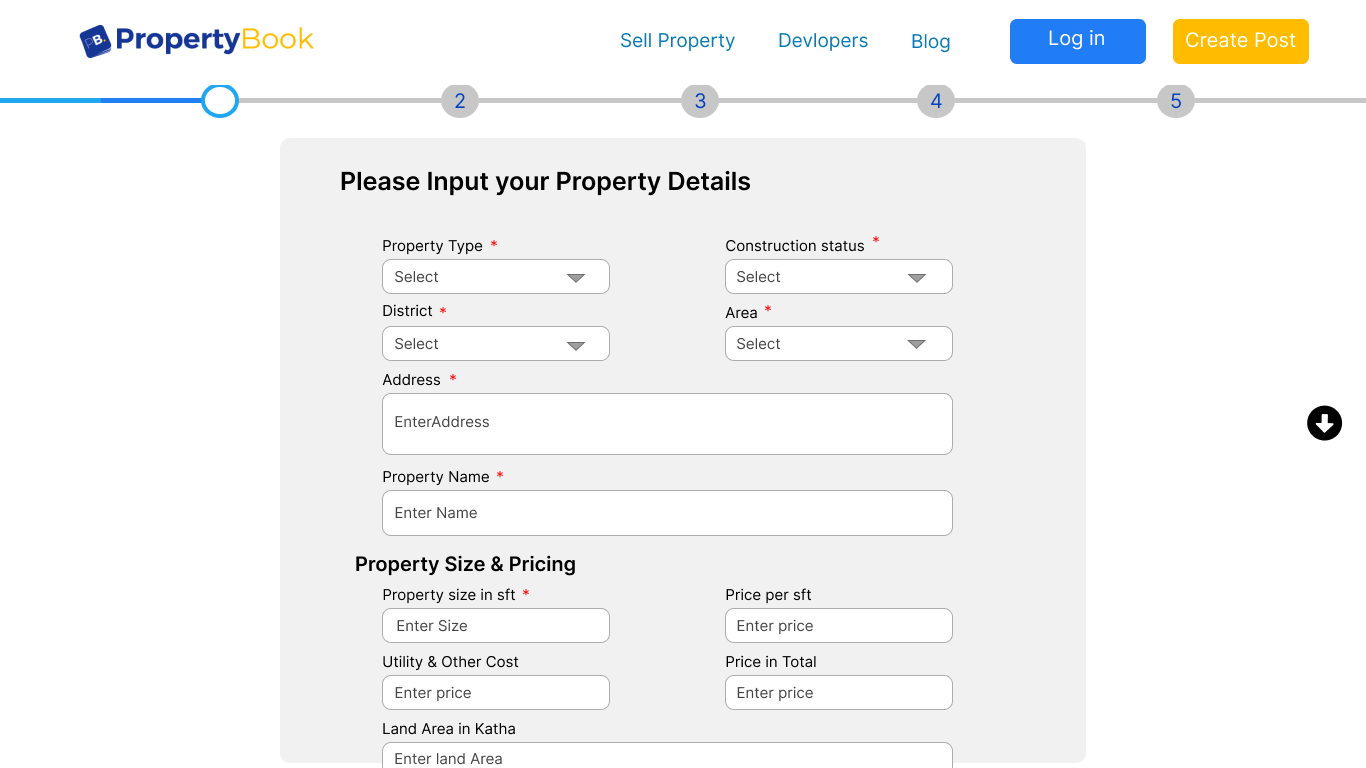 PB. PropertyBook
Sell Property Devlopers Blog Log in Create Post
2 3 4 5
Please Input your Property Details
Property Type * Construction status *
Select Select
District * Area *
Select Select
Address *
EnterAddress
Property Name *
Enter Name
Property Size & Pricing
Property size in sft * Price per sft
Enter Size Enter price
Utility & Other Cost Price in Total
Enter price Enter price
Land Area in Katha
Enter land Area